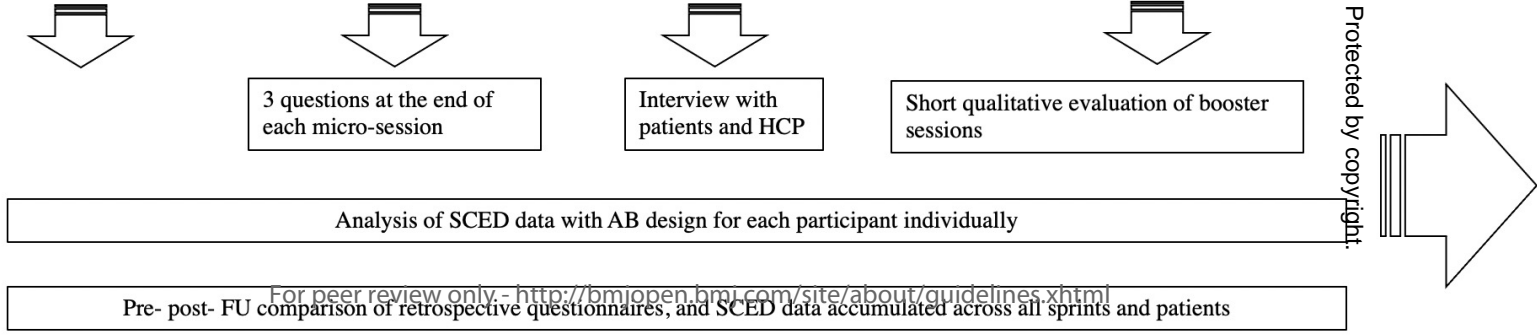 3 questions at the end of
each micro-session
Interview with
patients and HCP
Short qualitative evaluation of booster
sessions
Protected by copyright.
Analysis of SCED data with AB design for each participant individually
For peer review only - http://bmjopen.bmj.com/site/about/guidelines.xhtml
Pre- post- FU comparison of retrospective questionnaires, and SCED data accumulated across all sprints and patients